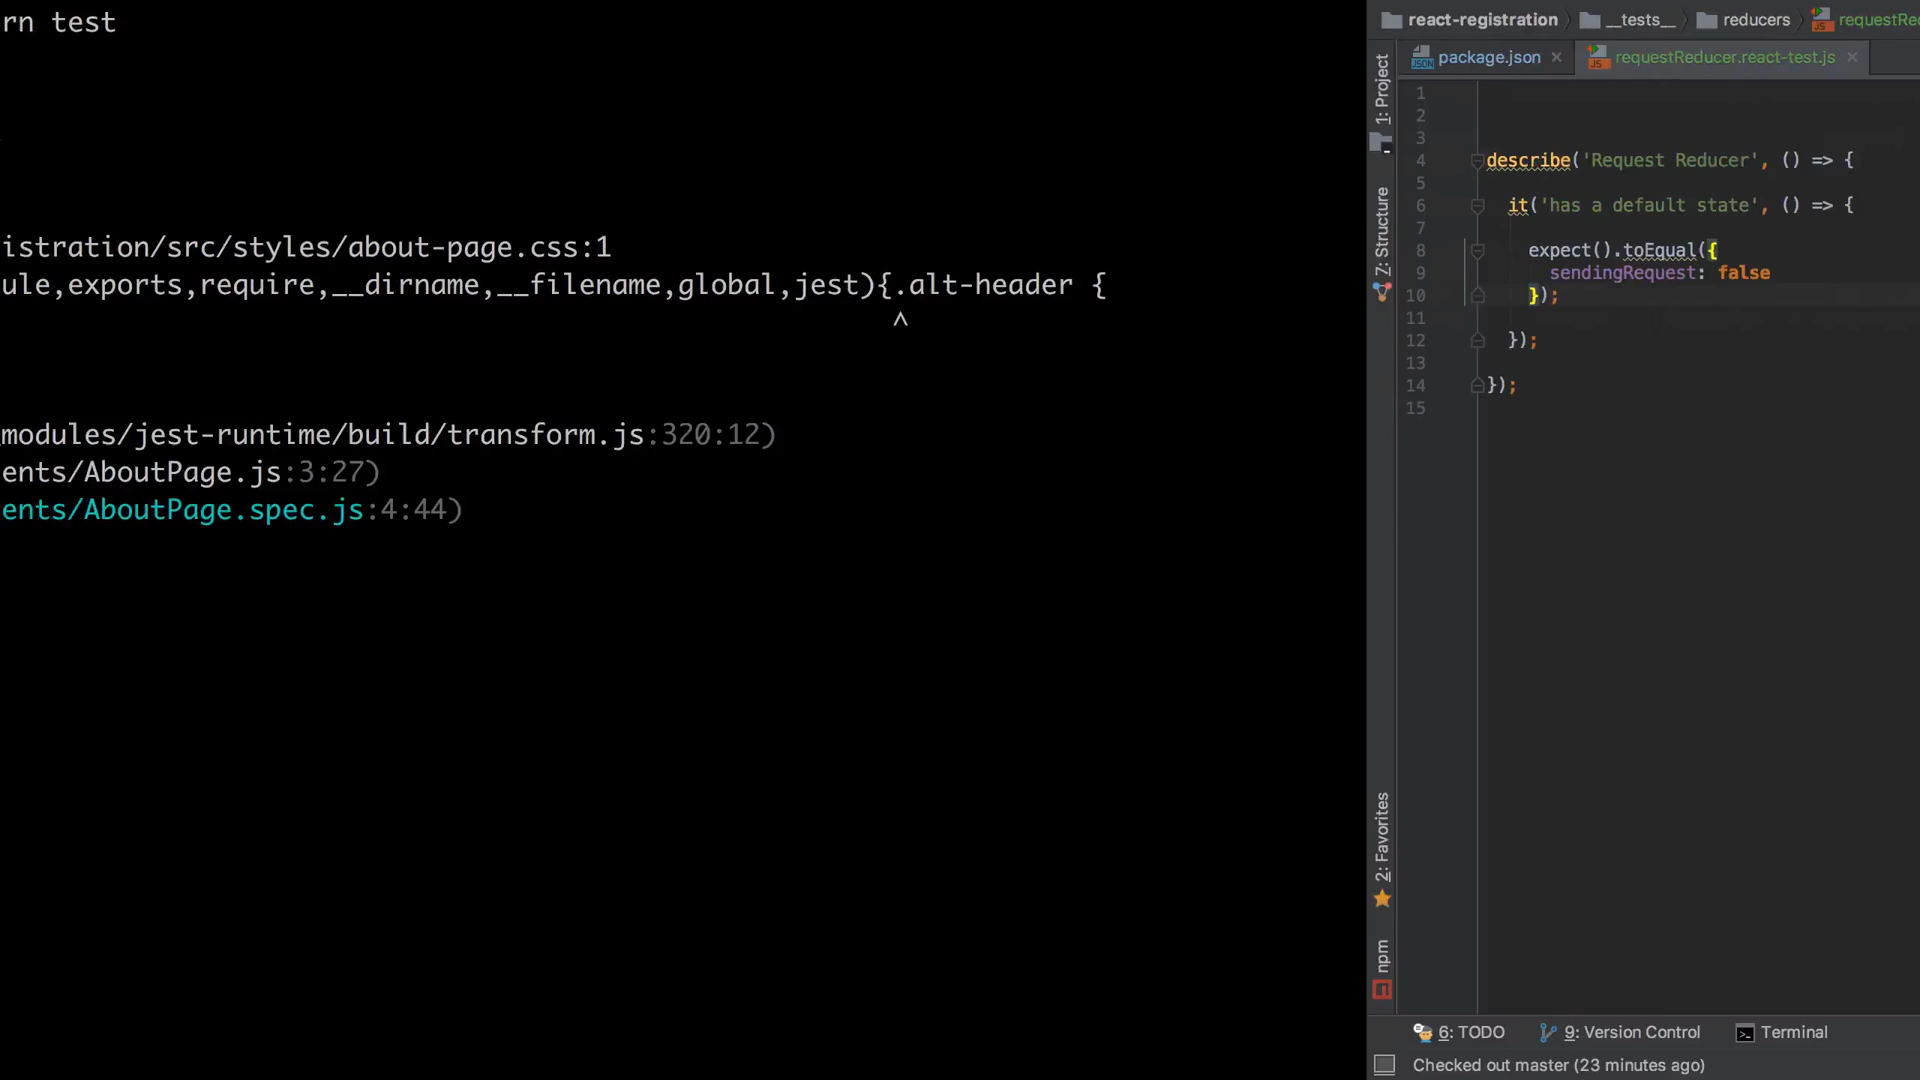 rn test
istration/src/styles/about-page.css:1
ule,exports,require,__dirname,__filename,global,jest){.alt-header {
^
modules/jest-runtime/build/transform.js:320:12)
ents/AboutPage.js:3:27)
ents/AboutPage.spec.js:4:44)
react-registration
__tests__
reducers
requestRe
package.json
requestReducer.react-test.js
1: Project
7: Structure
2: Favorites
npm
1
2
3
4 describe('Request Reducer', () => {
5
6 it('has a default state', () => {
7
8 expect().toEqual({
9 sendingRequest: false
10 });
11
12 });
13
14 });
15
6: TODO
9: Version Control
Terminal
Checked out master (23 minutes ago)